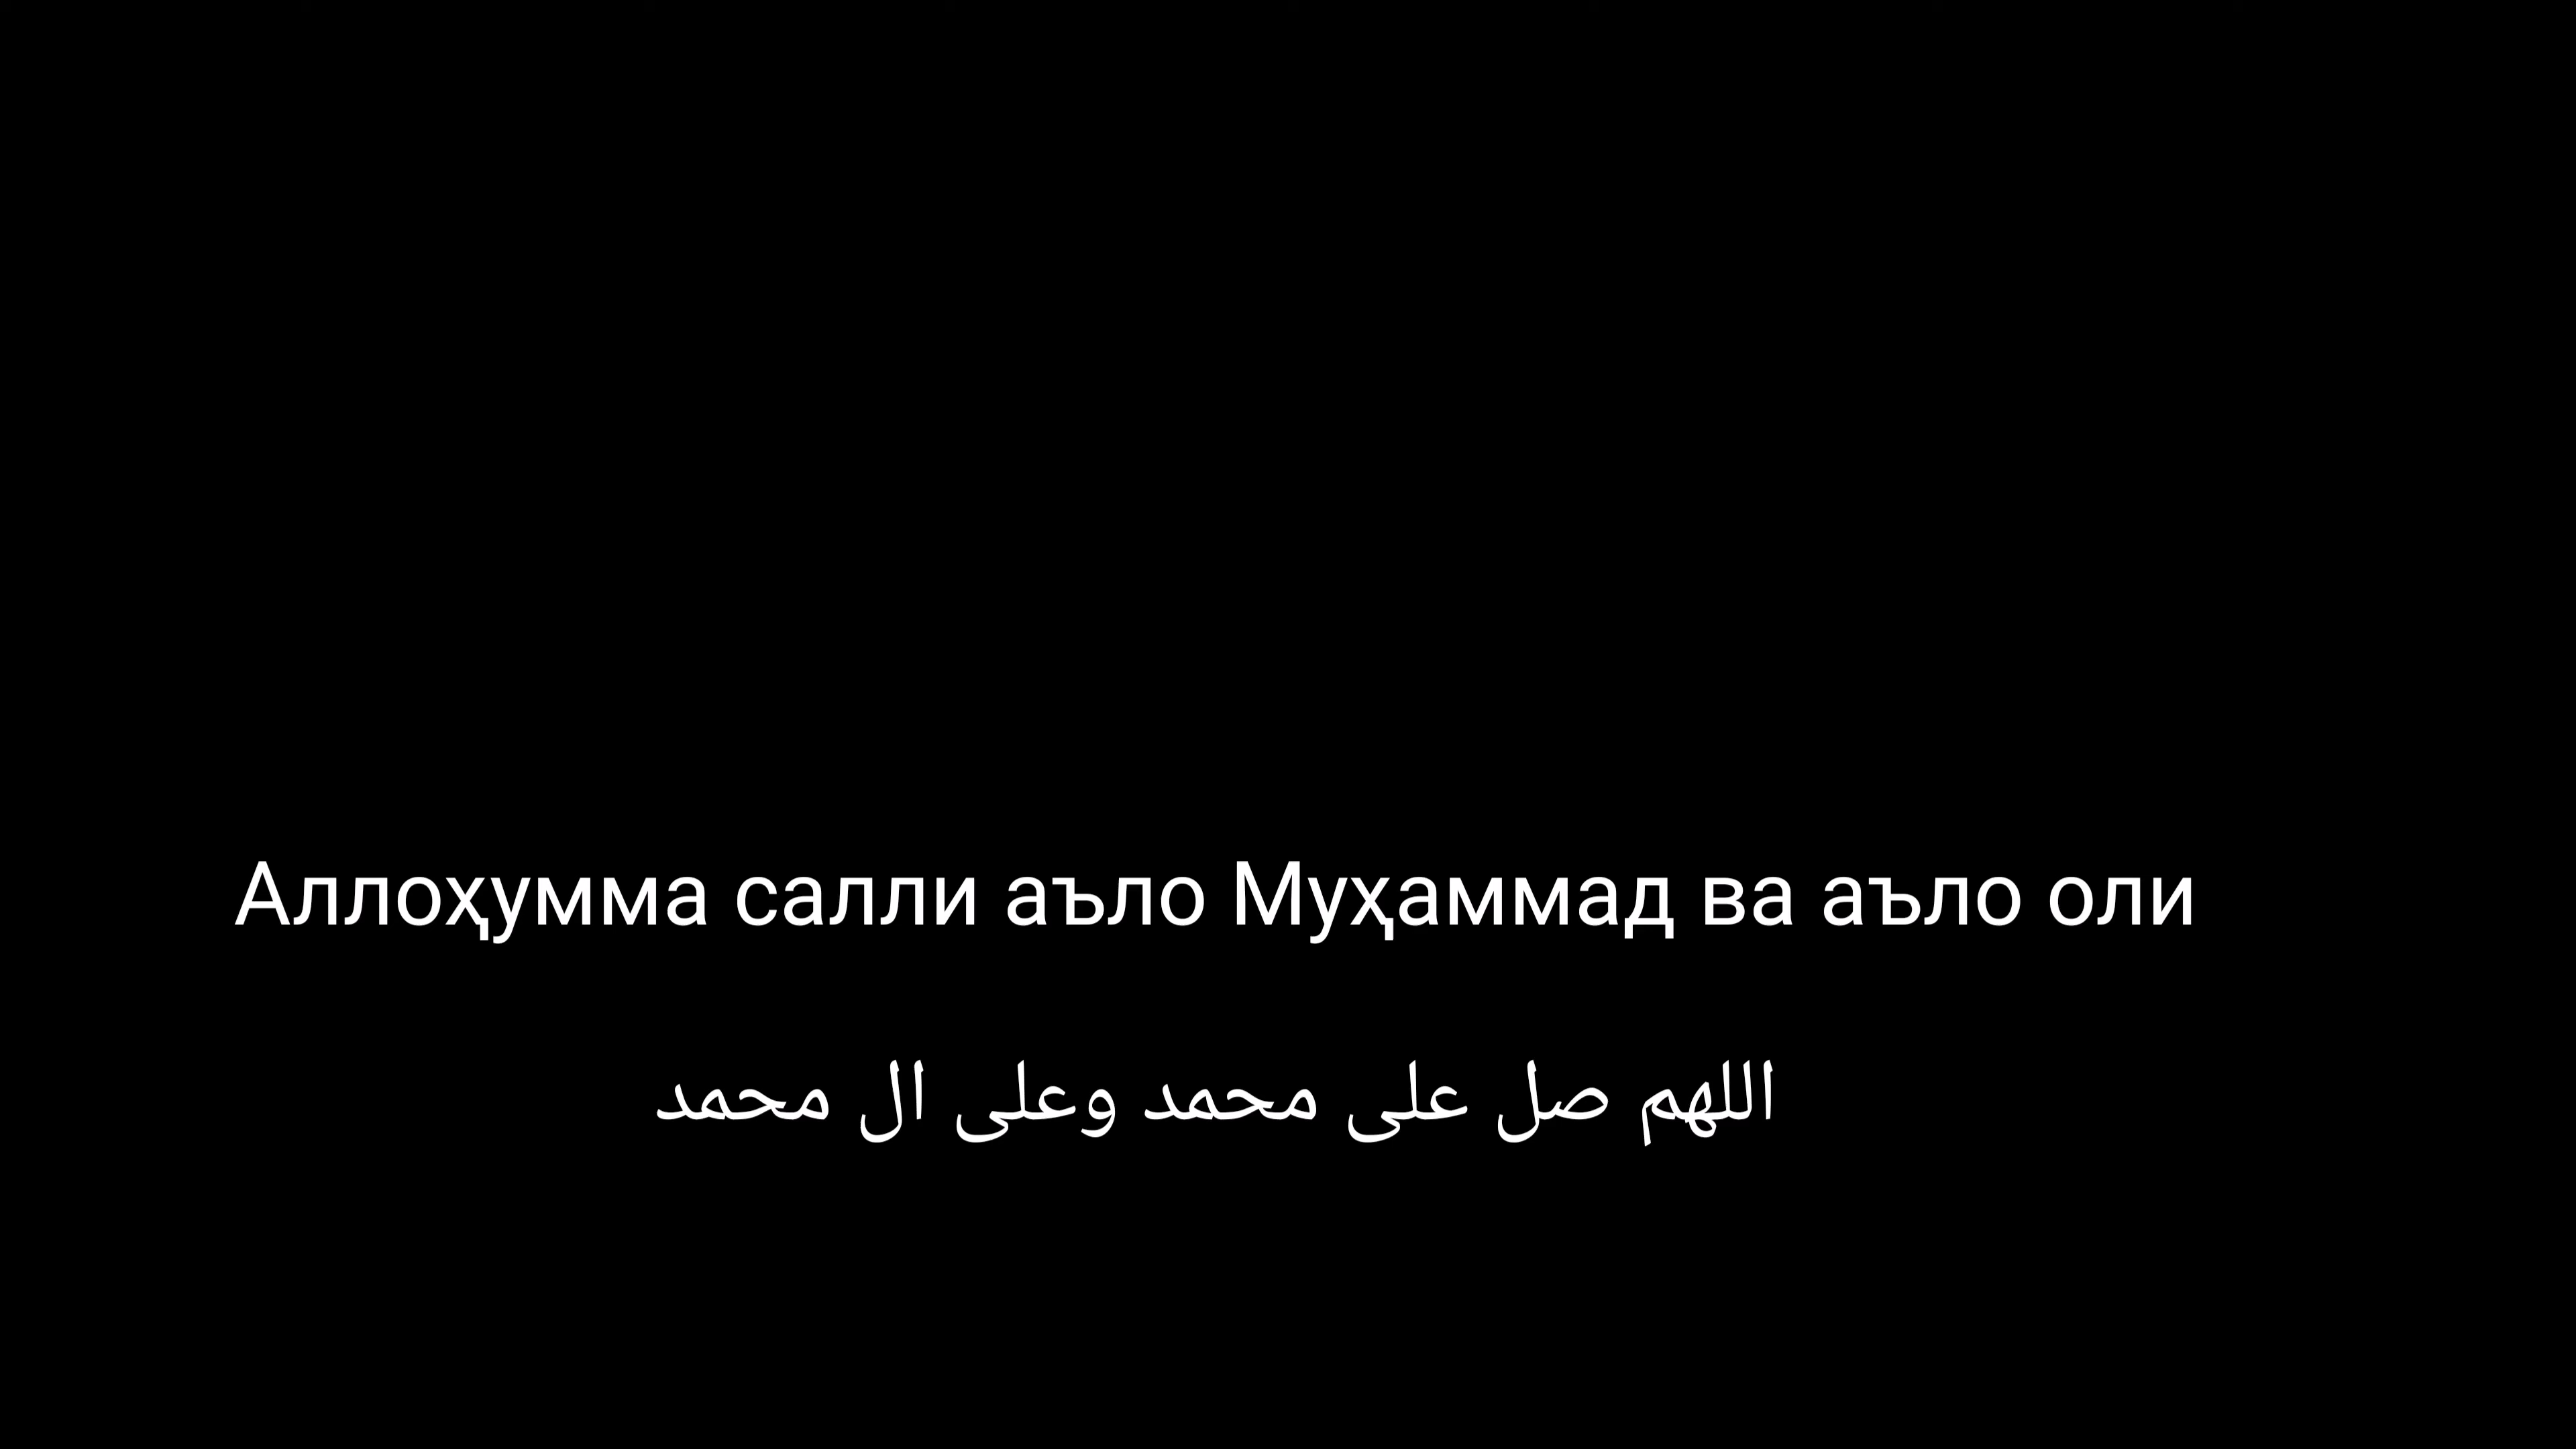 Аллоҳумма салли аъло Муҳаммад ва аъло оли
اللهم صل على محمد وعلى ال محمد